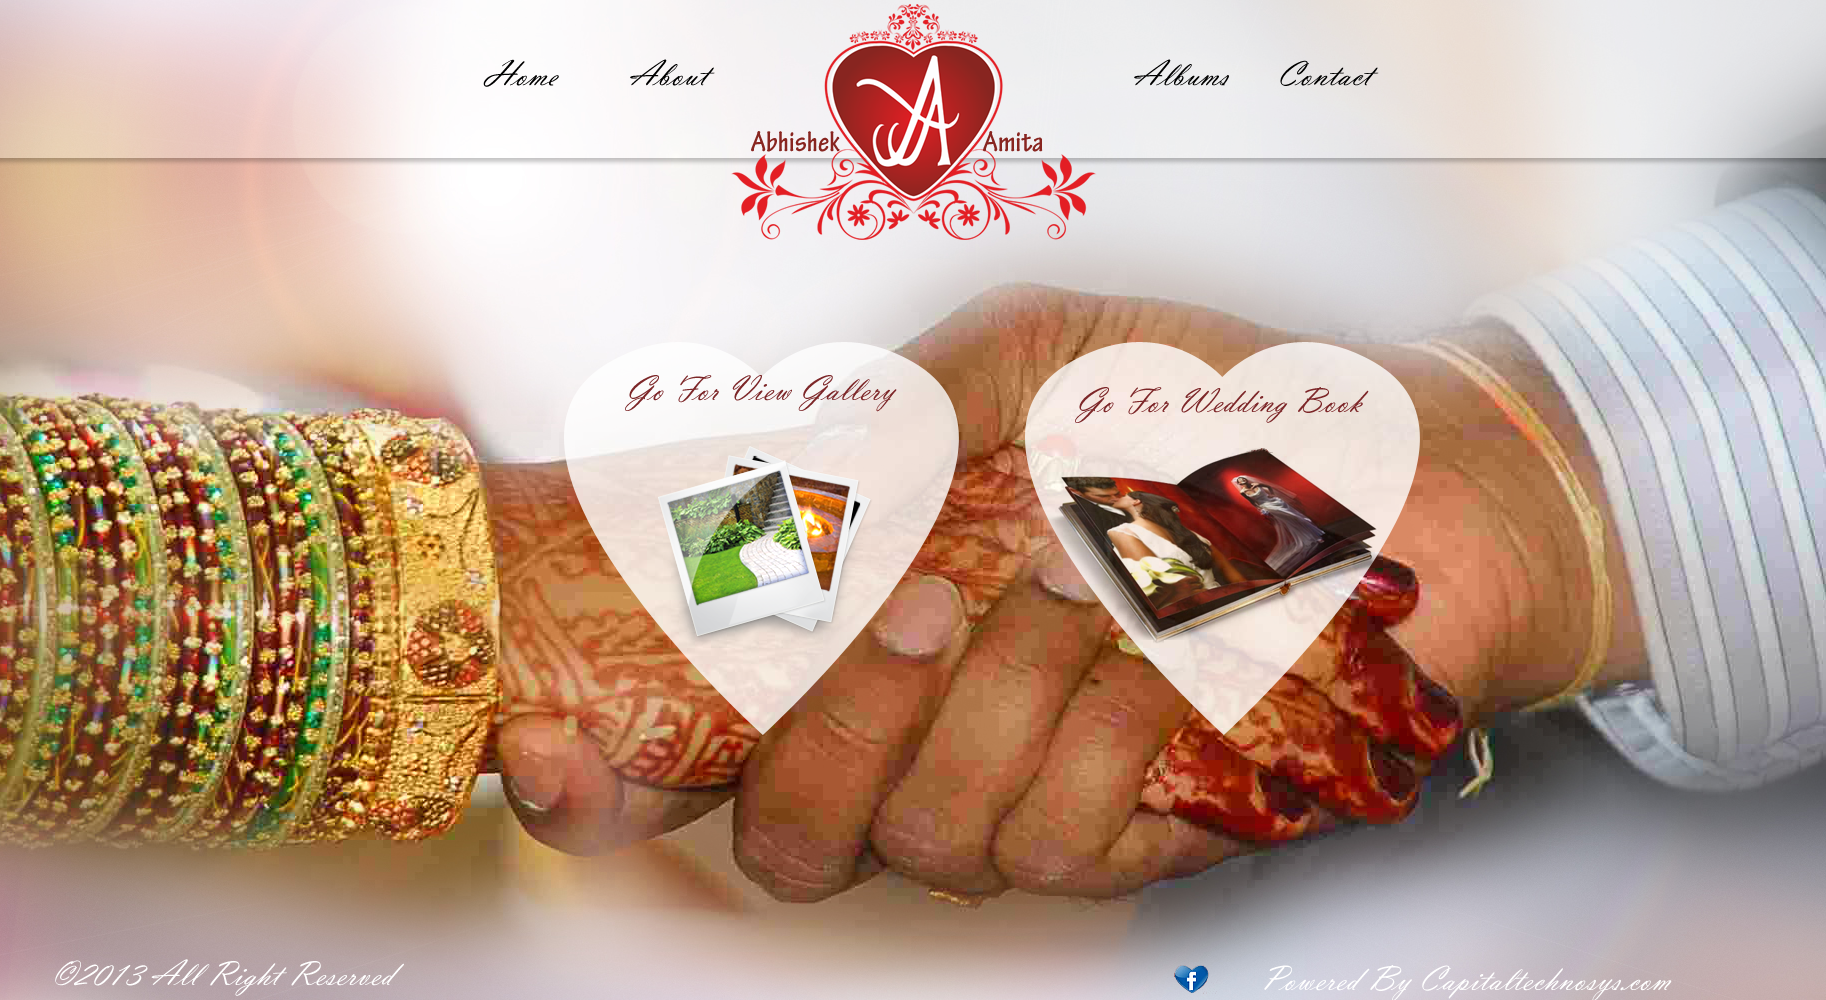 Home
About
Albums
Contact
Abhishek
Amita
Go For View Gallery
Go For Wedding Book
©2013 All Right Reserved
f
Powered By Capitaltechnosys.com